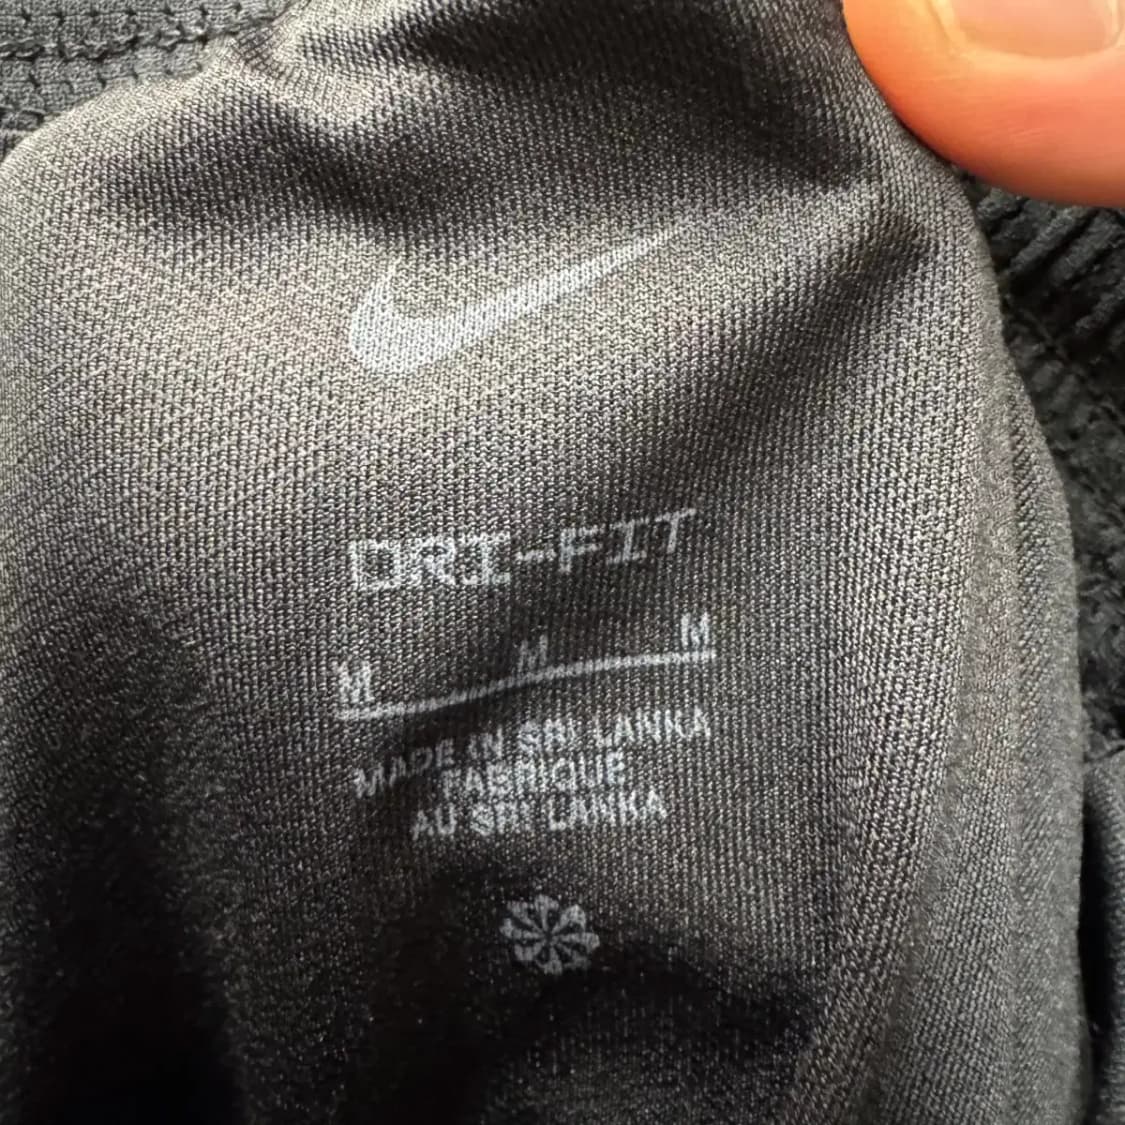 DRI-FIT
M M M
MADE IN SRI LANKA
FABRIQUÉ
AU SRI LANKA